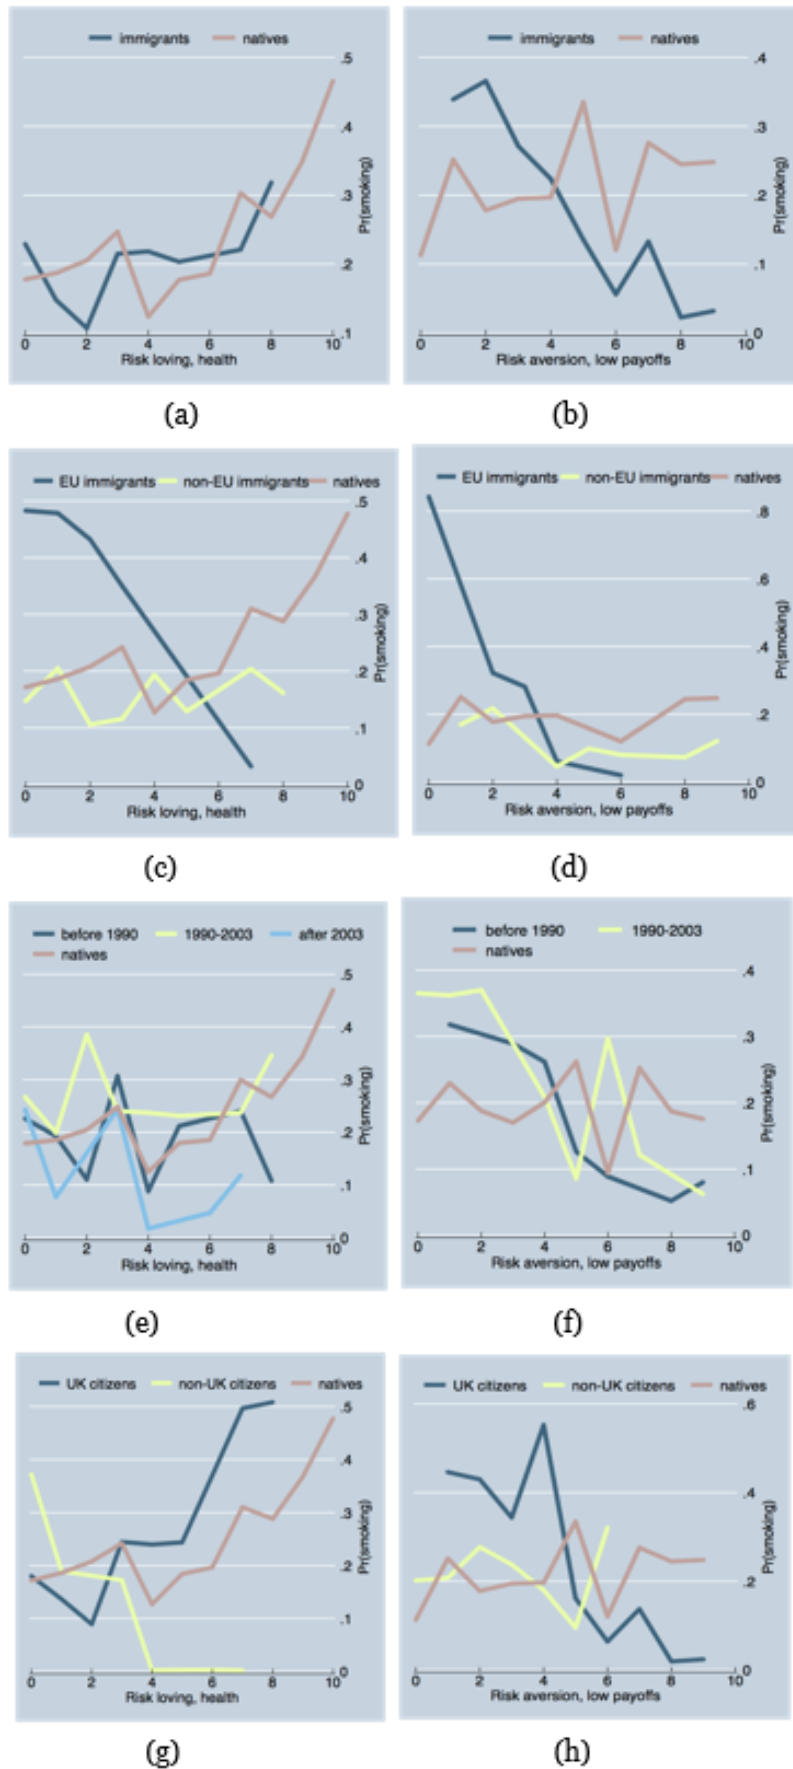 immigrants natives
.5
.4
.3
.2
.1
Pr(smoking)
0 2 4 6 8 10
Risk loving, health
(a)
immigrants natives
.4
.3
.2
.1
0
Pr(smoking)
0 2 4 6 8 10
Risk aversion, low payoffs
(b)
EU immigrants non-EU immigrants natives
.5
.4
.3
.2
.1
0
Pr(smoking)
0 2 4 6 8 10
Risk loving, health
(c)
EU immigrants non-EU immigrants natives
.8
.6
.4
.2
0
Pr(smoking)
0 2 4 6 8 10
Risk aversion, low payoffs
(d)
before 1990 1990-2003 after 2003
natives
.5
.4
.3
.2
.1
0
Pr(smoking)
0 2 4 6 8 10
Risk loving, health
(e)
before 1990 1990-2003
natives
.4
.3
.2
.1
0
Pr(smoking)
0 2 4 6 8 10
Risk aversion, low payoffs
(f)
UK citizens non-UK citizens natives
.5
.4
.3
.2
.1
0
Pr(smoking)
0 2 4 6 8 10
Risk loving, health
(g)
UK citizens non-UK citizens natives
.6
.4
.2
0
Pr(smoking)
0 2 4 6 8 10
Risk aversion, low payoffs
(h)